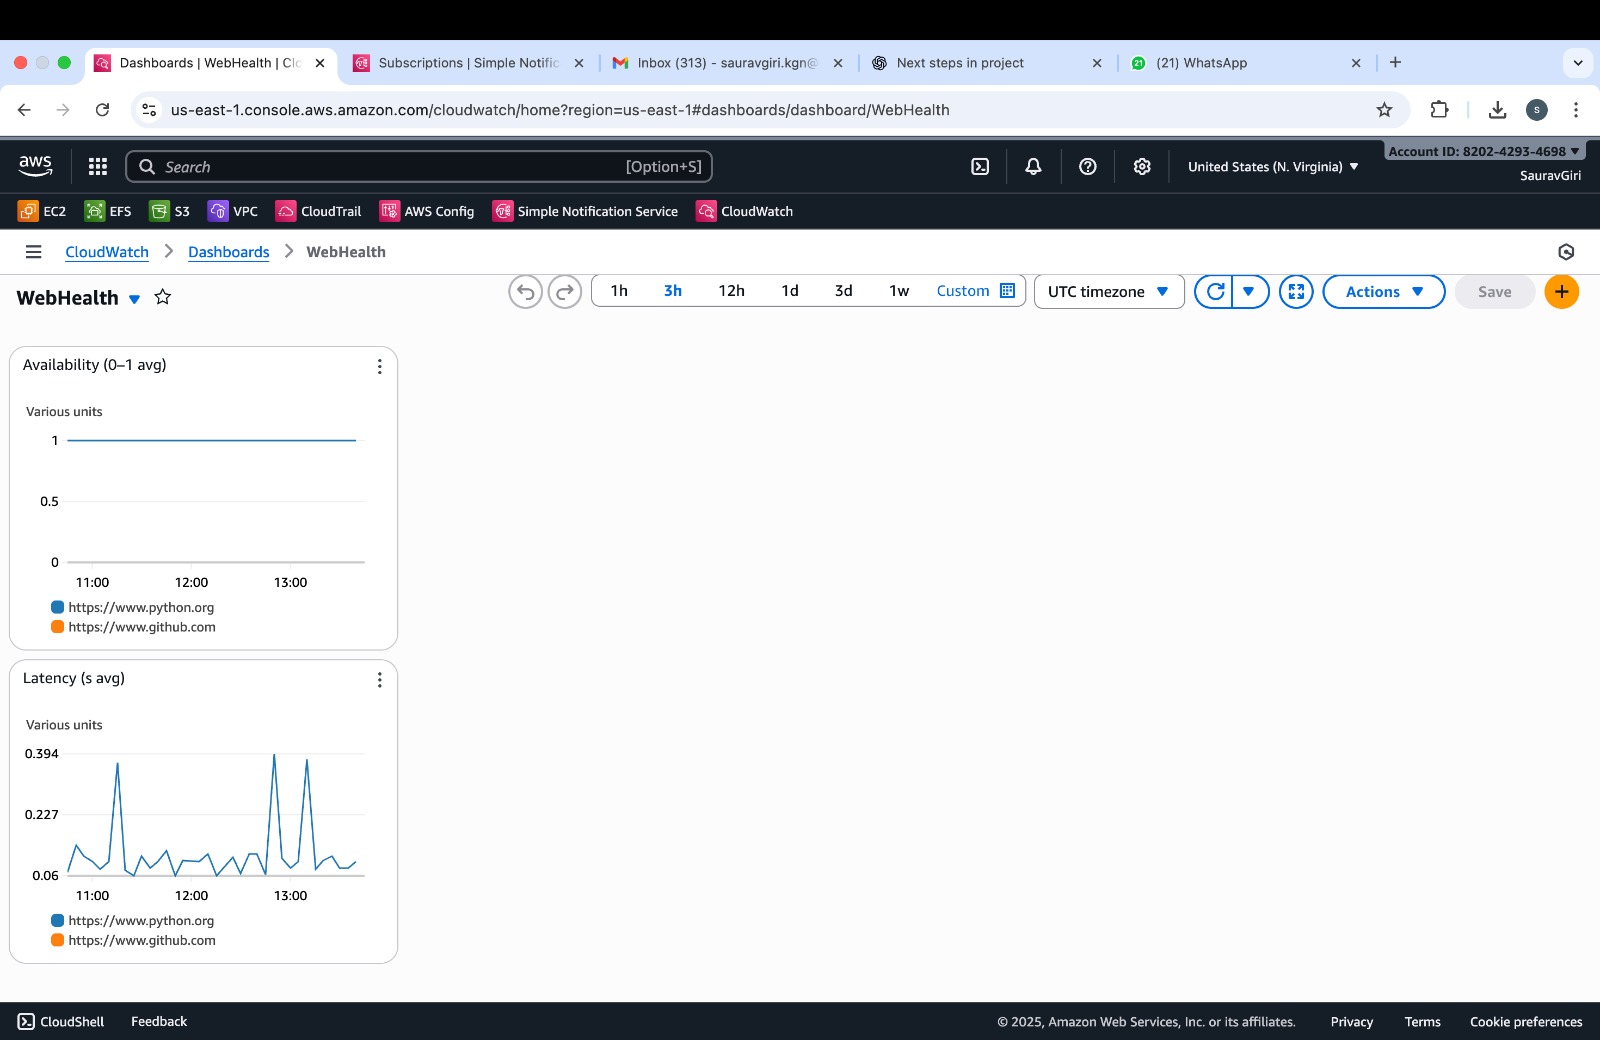 Dashboards | WebHealth | Clo
Subscriptions | Simple Notific
Inbox (313) - sauravgiri.kgn@
Next steps in project
(21) WhatsApp
us-east-1.console.aws.amazon.com/cloudwatch/home?region=us-east-1#dashboards/dashboard/WebHealth
S
aws
Search
[Option+S]
United States (N. Virginia)
Account ID: 8202-4293-4698
SauravGiri
EC2
EFS
S3
VPC
CloudTrail
AWS Config
Simple Notification Service
CloudWatch
CloudWatch > Dashboards > WebHealth
WebHealth
1h 3h 12h 1d 3d 1w Custom
UTC timezone
Actions
Save
Availability (0–1 avg)
Various units
1
0.5
0
11:00 12:00 13:00
https://www.python.org
https://www.github.com
Latency (s avg)
Various units
0.394
0.227
0.06
11:00 12:00 13:00
https://www.python.org
https://www.github.com
CloudShell
Feedback
© 2025, Amazon Web Services, Inc. or its affiliates.
Privacy
Terms
Cookie preferences